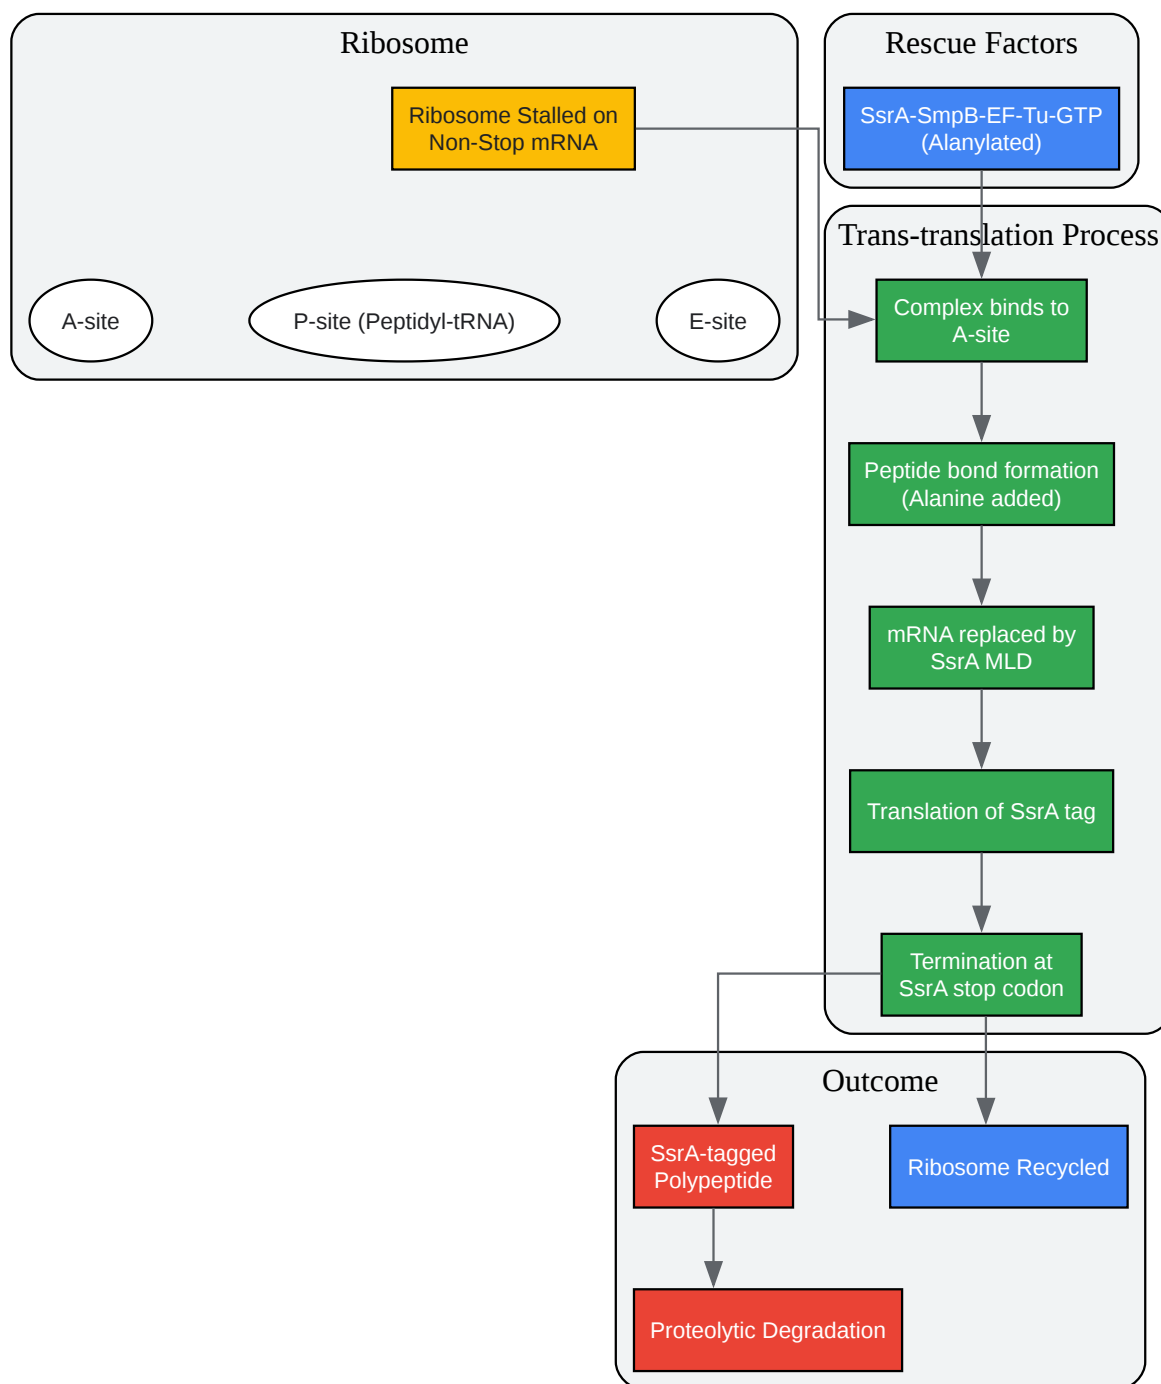 Ribosome
Ribosome Stalled on
Non-Stop mRNA
A-site
P-site (Peptidyl-tRNA)
E-site
Rescue Factors
SsrA-SmpB-EF-Tu-GTP
(Alanylated)
Trans-translation Process
Complex binds to
A-site
Peptide bond formation
(Alanine added)
mRNA replaced by
SsrA MLD
Translation of SsrA tag
Termination at
SsrA stop codon
Outcome
SsrA-tagged
Polypeptide
Ribosome Recycled
Proteolytic Degradation